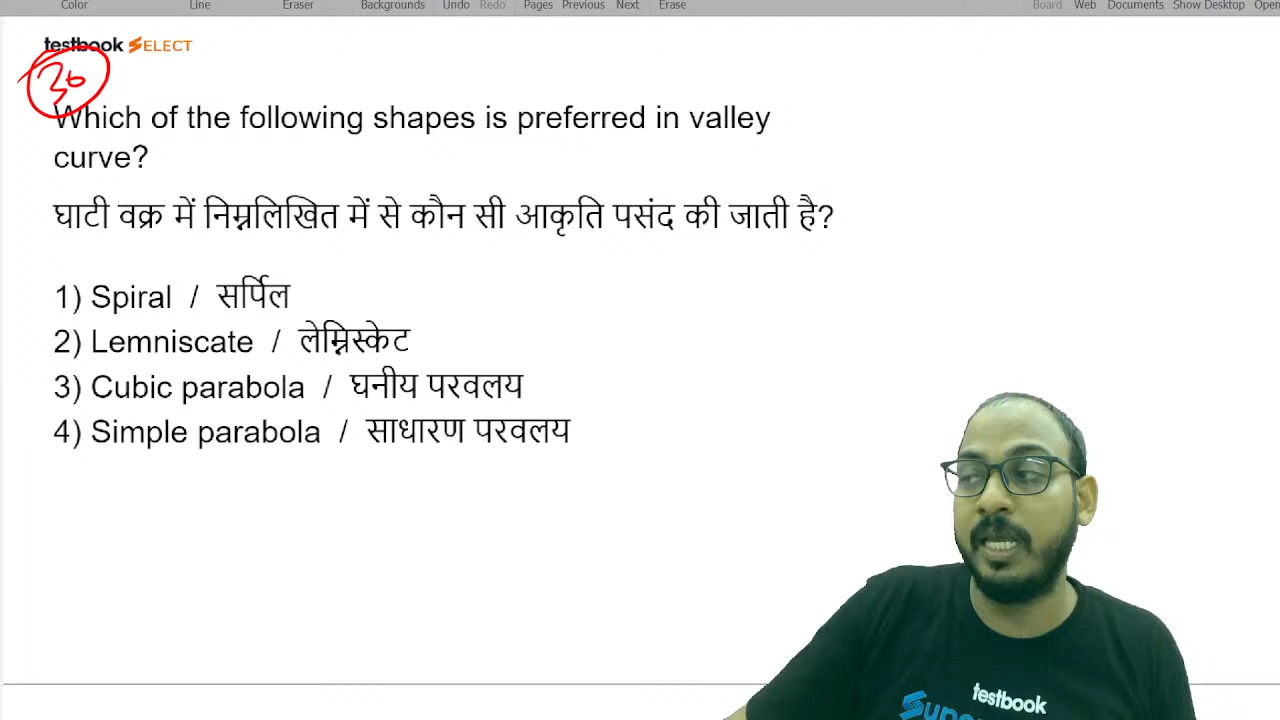 Color Line Eraser Backgrounds Undo Redo Pages Previous Next Erase Board Web Documents Show Desktop Open
testbook SELECT
30
Which of the following shapes is preferred in valley
curve?
घाटी वक्र में निम्नलिखित में से कौन सी आकृति पसंद की जाती है?
1) Spiral / सर्पिल
2) Lemniscate / लेम्निस्केट
3) Cubic parabola / घनीय परवलय
4) Simple parabola / साधारण परवलय
testbook